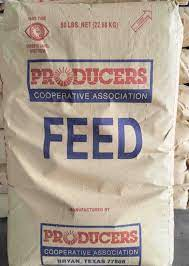 50 LBS. NET (22.68 KG)
PRODUCERS
COOPERATIVE ASSOCIATION
FEED
MANUFACTURED BY
PRODUCERS
COOPERATIVE ASSOCIATION
BRYAN, TEXAS 77806